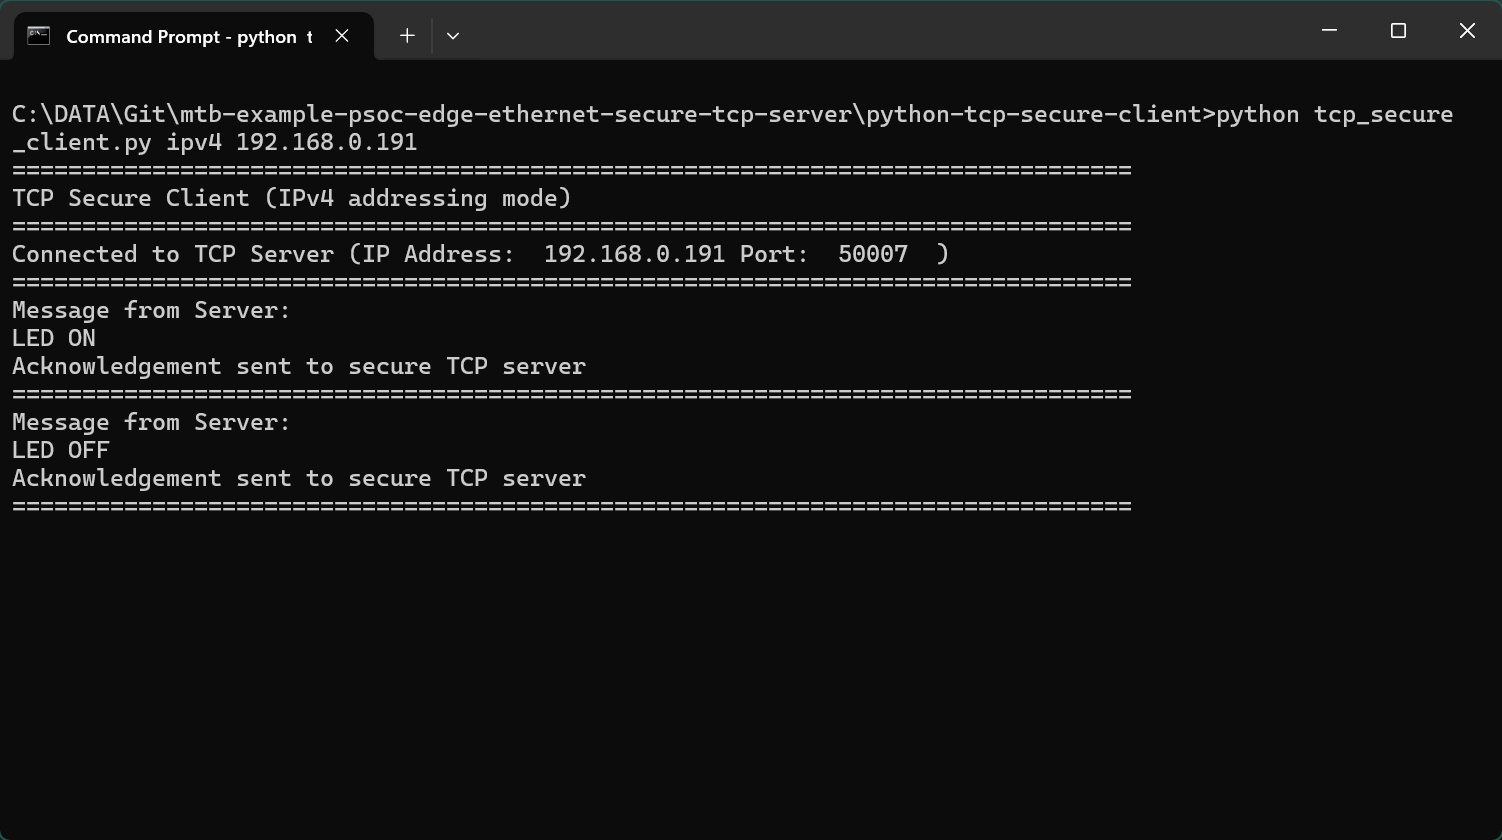 Command Prompt - python t
C:\DATA\Git\mtb-example-psoc-edge-ethernet-secure-tcp-server\python-tcp-secure-client>python tcp_secure
_client.py ipv4 192.168.0.191
================================================================================
TCP Secure Client (IPv4 addressing mode)
================================================================================
Connected to TCP Server (IP Address:  192.168.0.191 Port:  50007  )
================================================================================
Message from Server:
LED ON
Acknowledgement sent to secure TCP server
================================================================================
Message from Server:
LED OFF
Acknowledgement sent to secure TCP server
================================================================================